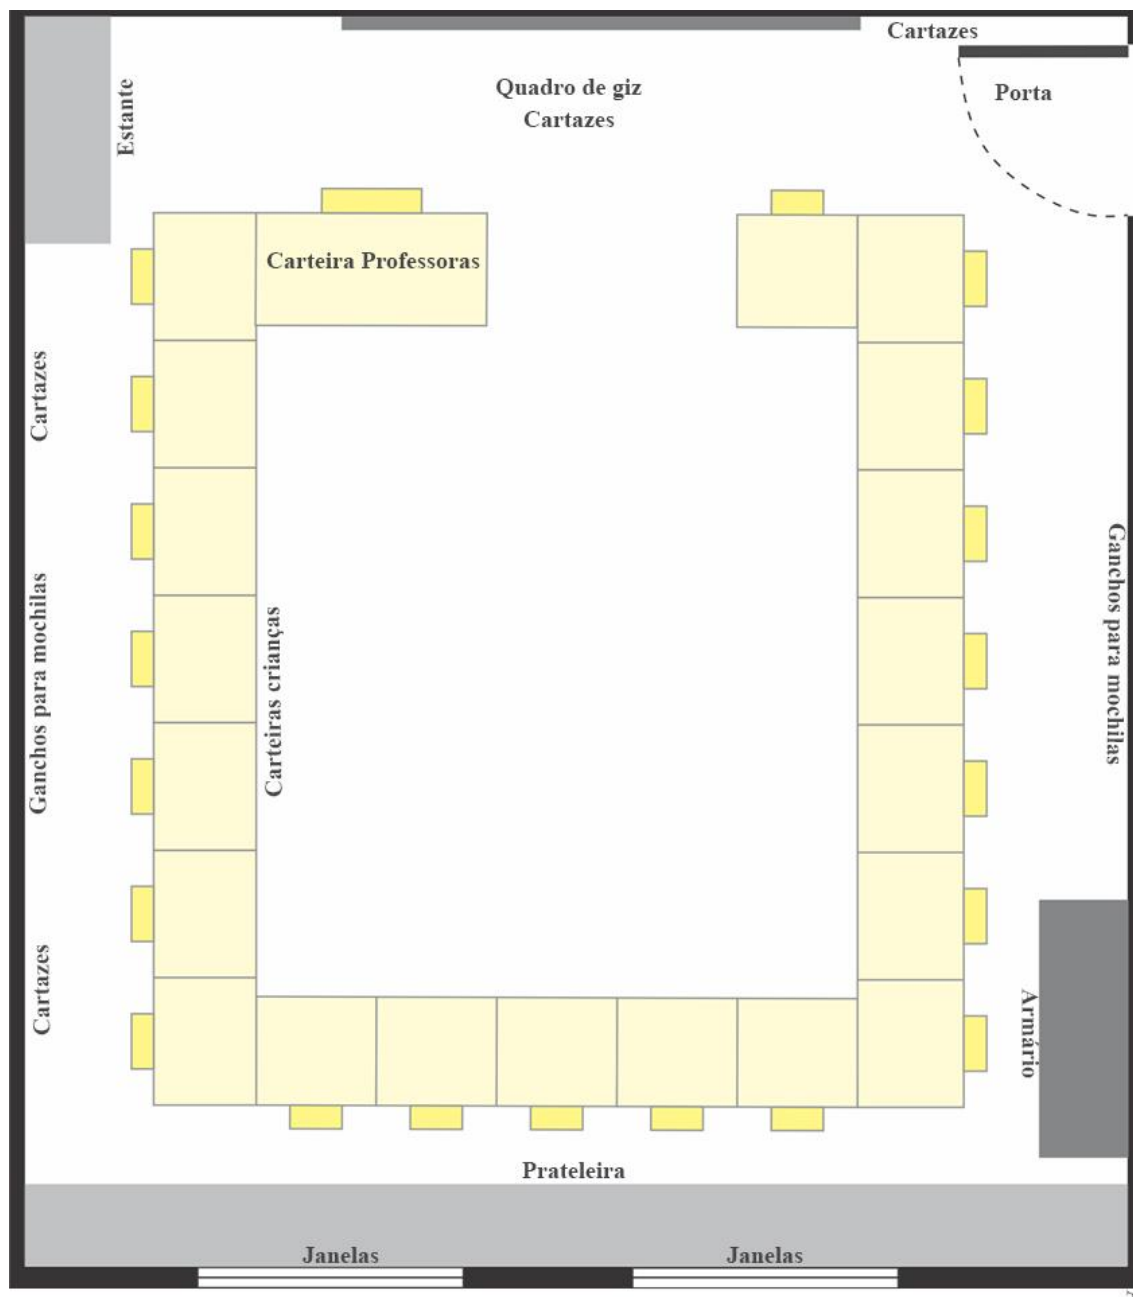 Cartazes
Quadro de giz
Cartazes
Porta
Estante
Carteira Professoras
Cartazes
Ganchos para mochilas
Carteiras crianças
Ganchos para mochilas
Cartazes
Armário
Prateleira
Janelas
Janelas